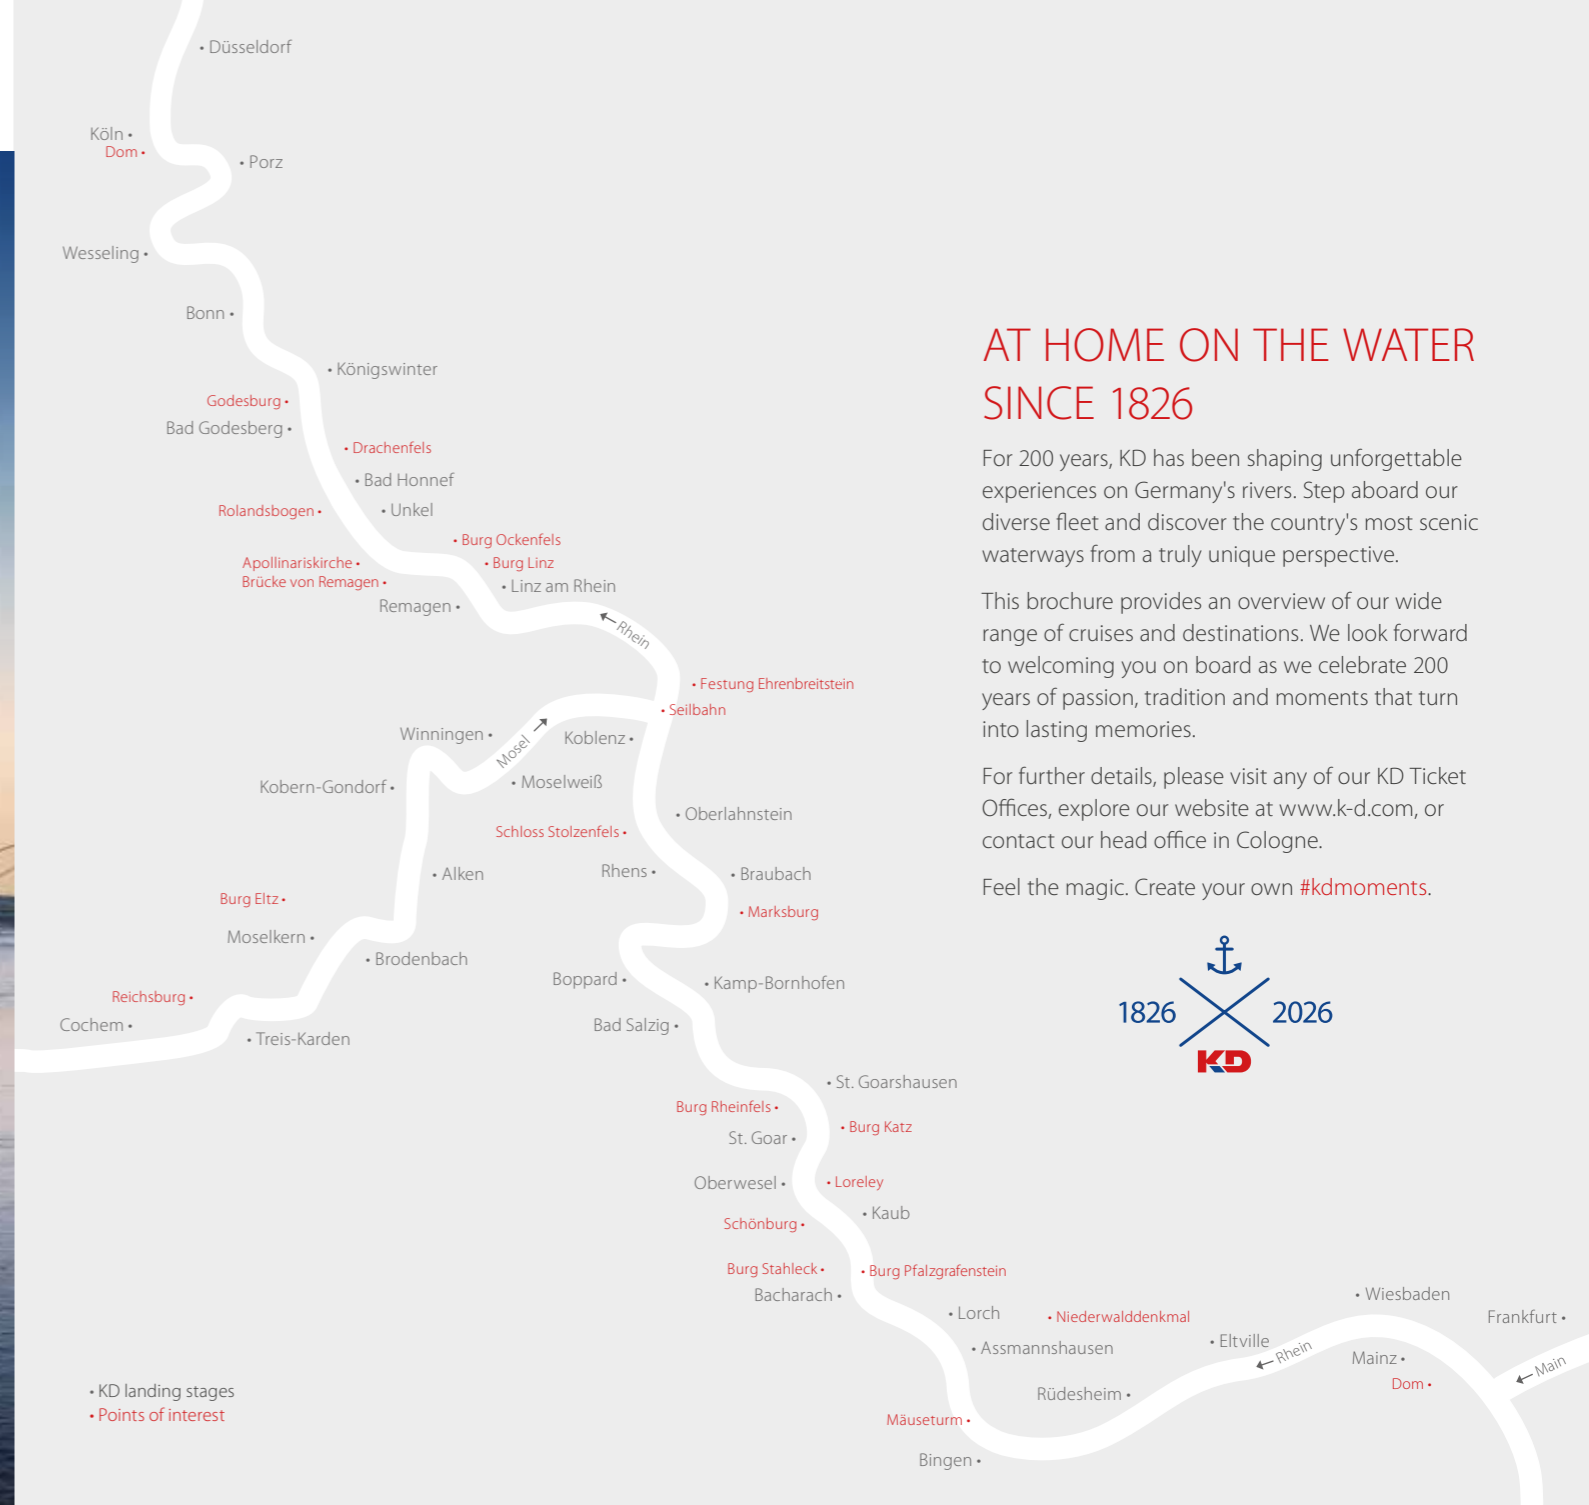 • Düsseldorf
Köln •
Dom •
• Porz
Wesseling •
Bonn •
• Königswinter
Godesburg •
Bad Godesberg •
• Drachenfels
• Bad Honnef
Rolandsbogen •
• Unkel
• Burg Ockenfels
Apollinariskirche •
• Burg Linz
Brücke von Remagen •
• Linz am Rhein
Remagen •
Rhein
• Festung Ehrenbreitstein
• Seilbahn
Winningen •
Mosel
Koblenz •
• Moselweiß
Kobern-Gondorf •
• Oberlahnstein
Schloss Stolzenfels •
Rhens •
• Braubach
• Alken
Burg Eltz •
• Marksburg
Moselkern •
• Brodenbach
Boppard •
• Kamp-Bornhofen
Reichsburg •
Cochem •
Bad Salzig •
• Treis-Karden
• St. Goarshausen
Burg Rheinfels •
• Burg Katz
St. Goar •
Oberwesel •
• Loreley
• Kaub
Schönburg •
Burg Stahleck •
• Burg Pfalzgrafenstein
Bacharach •
• Lorch
• Niederwalddenkmal
• Wiesbaden
Frankfurt •
• Assmannshausen
• Eltville
Rhein
Mainz •
Main
Dom •
Rüdesheim •
Mäuseturm •
Bingen •
• KD landing stages
• Points of interest
AT HOME ON THE WATER
SINCE 1826
For 200 years, KD has been shaping unforgettable
experiences on Germany's rivers. Step aboard our
diverse fleet and discover the country's most scenic
waterways from a truly unique perspective.
This brochure provides an overview of our wide
range of cruises and destinations. We look forward
to welcoming you on board as we celebrate 200
years of passion, tradition and moments that turn
into lasting memories.
For further details, please visit any of our KD Ticket
Offices, explore our website at www.k-d.com, or
contact our head office in Cologne.
Feel the magic. Create your own #kdmoments.
1826 2026
KD